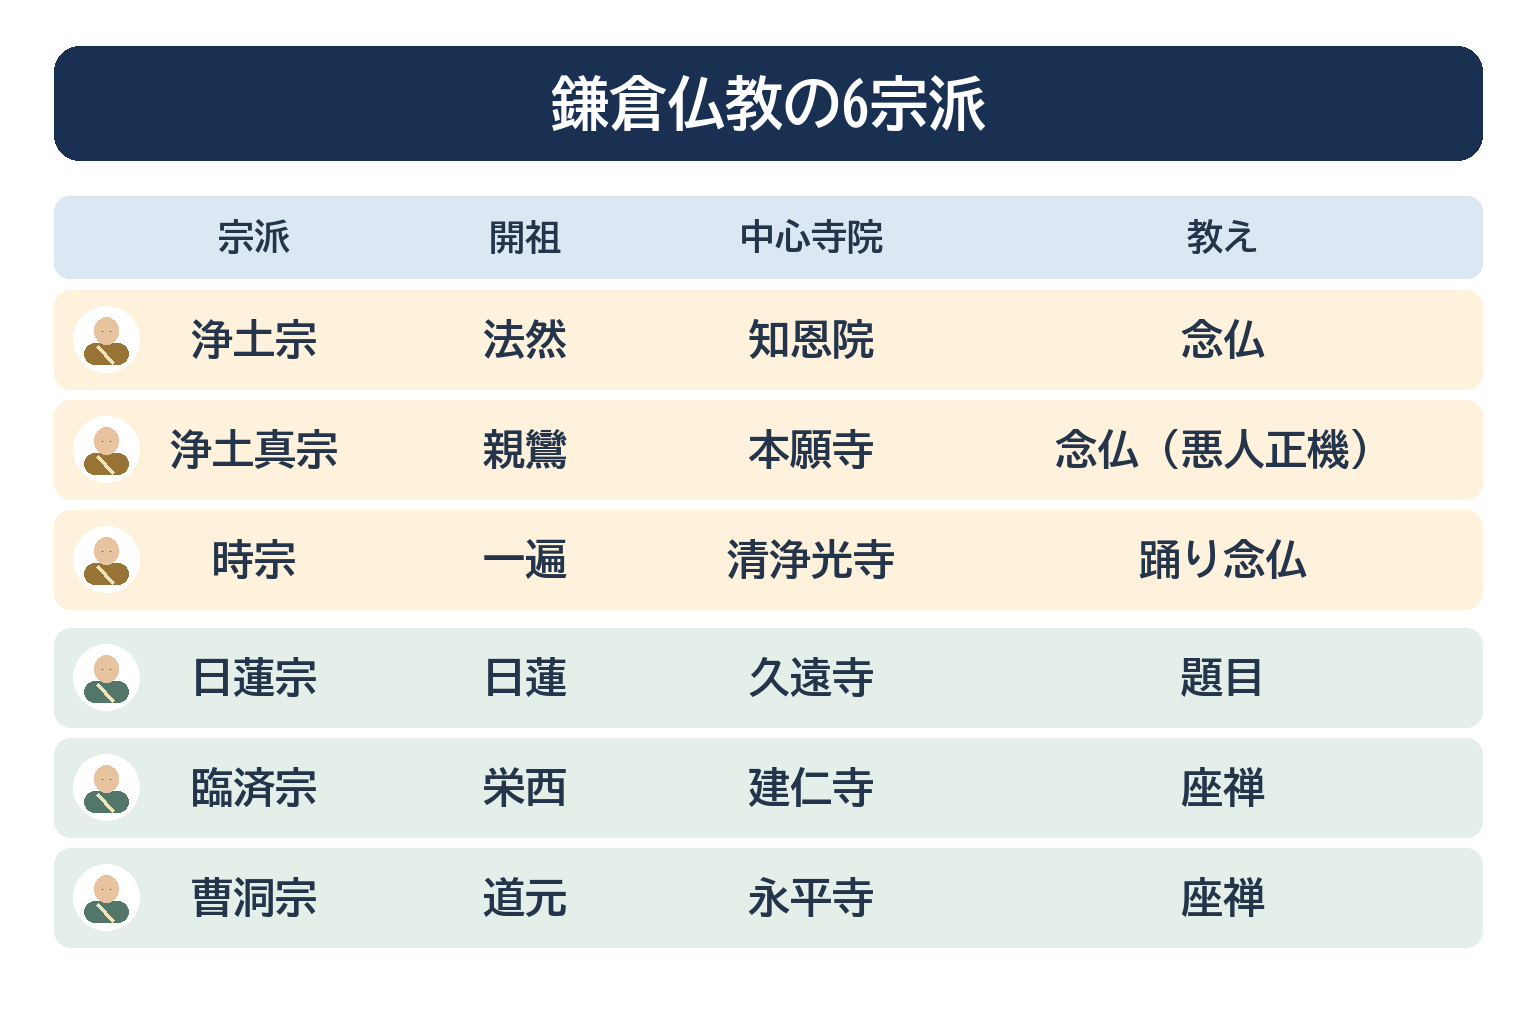 鎌倉仏教の6宗派
宗派 開祖 中心寺院 教え
浄土宗 法然 知恩院 念仏
浄土真宗 親鸞 本願寺 念仏（悪人正機）
時宗 一遍 清浄光寺 踊り念仏
日蓮宗 日蓮 久遠寺 題目
臨済宗 栄西 建仁寺 座禅
曹洞宗 道元 永平寺 座禅